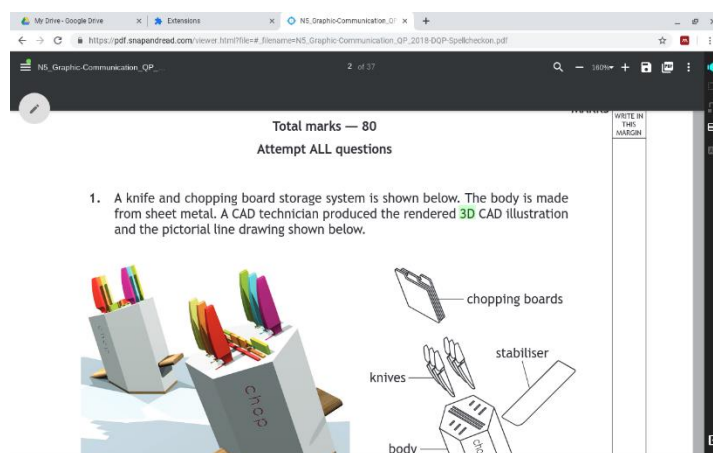 My Drive - Google Drive
Extensions
N5_Graphic-Communication_QP
https://pdf.snapandread.com/viewer.html?file=#_filename=N5_Graphic-Communication_QP_2018-DQP-Spellcheckon.pdf
N5_Graphic-Communication_QP_...
2 of 37
160%
MARKS
WRITE IN
THIS
MARGIN
Total marks — 80
Attempt ALL questions
1. A knife and chopping board storage system is shown below. The body is made
from sheet metal. A CAD technician produced the rendered 3D CAD illustration
and the pictorial line drawing shown below.
chopping boards
stabiliser
knives
body
chop
chop